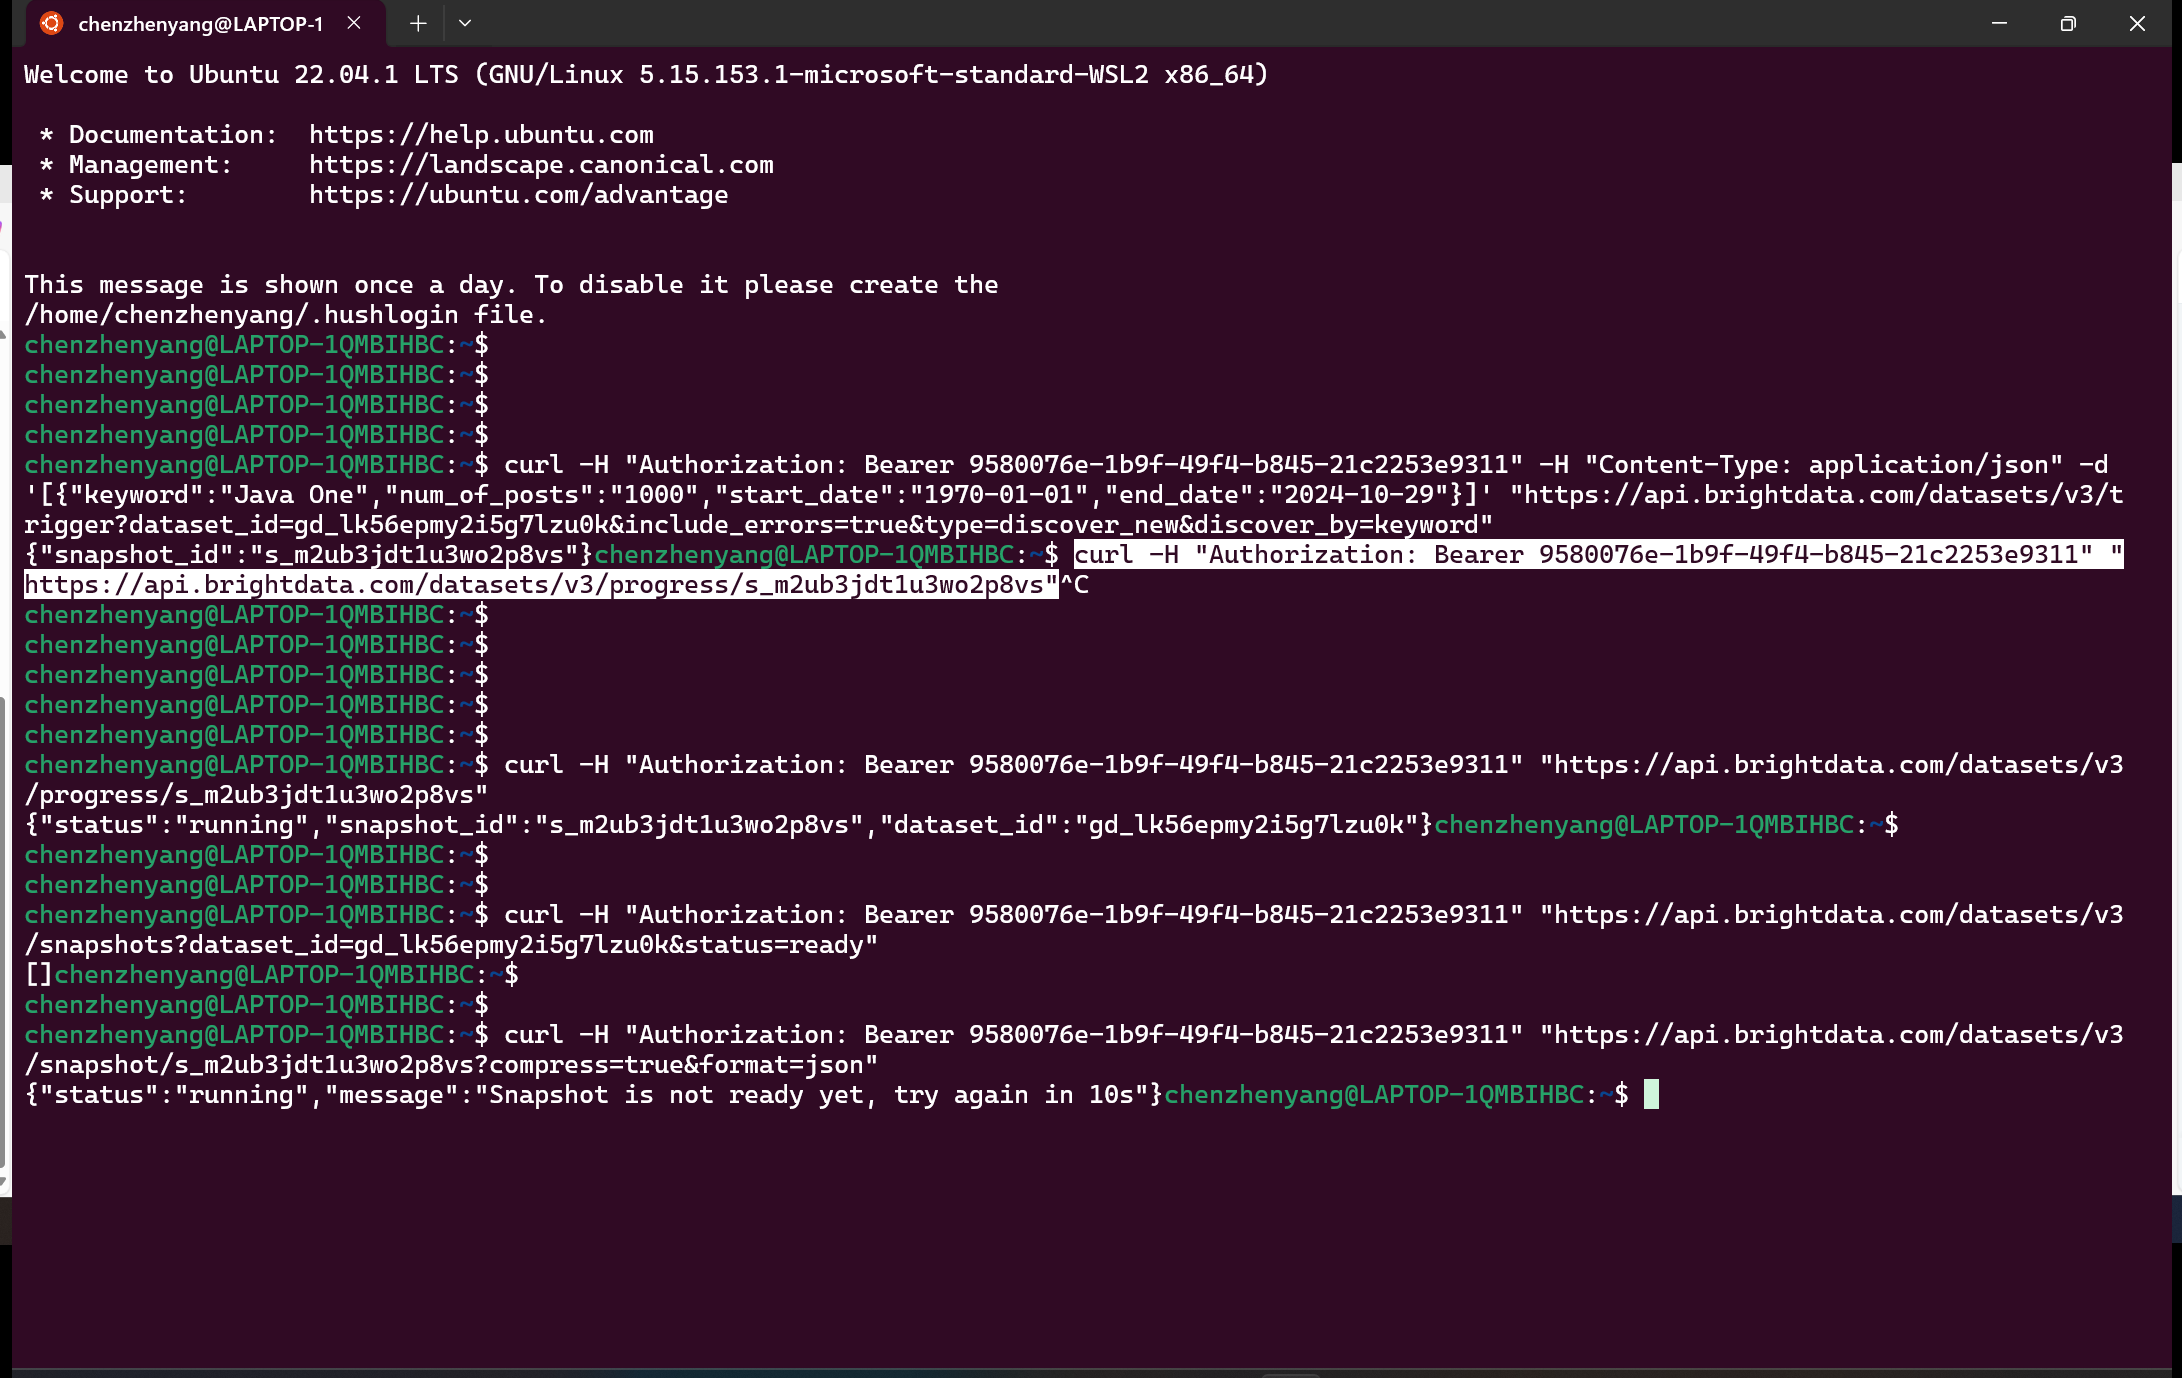 chenzhenyang@LAPTOP-1
Welcome to Ubuntu 22.04.1 LTS (GNU/Linux 5.15.153.1-microsoft-standard-WSL2 x86_64)
* Documentation:  https://help.ubuntu.com
* Management:     https://landscape.canonical.com
* Support:        https://ubuntu.com/advantage
This message is shown once a day. To disable it please create the
/home/chenzhenyang/.hushlogin file.
chenzhenyang@LAPTOP-1QMBIHBC:~$
chenzhenyang@LAPTOP-1QMBIHBC:~$
chenzhenyang@LAPTOP-1QMBIHBC:~$
chenzhenyang@LAPTOP-1QMBIHBC:~$
chenzhenyang@LAPTOP-1QMBIHBC:~$ curl -H "Authorization: Bearer 9580076e-1b9f-49f4-b845-21c2253e9311" -H "Content-Type: application/json" -d
'[{"keyword":"Java One","num_of_posts":"1000","start_date":"1970-01-01","end_date":"2024-10-29"}]' "https://api.brightdata.com/datasets/v3/t
rigger?dataset_id=gd_lk56epmy2i5g7lzu0k&include_errors=true&type=discover_new&discover_by=keyword"
{"snapshot_id":"s_m2ub3jdt1u3wo2p8vs"}chenzhenyang@LAPTOP-1QMBIHBC:~$ curl -H "Authorization: Bearer 9580076e-1b9f-49f4-b845-21c2253e9311" "
https://api.brightdata.com/datasets/v3/progress/s_m2ub3jdt1u3wo2p8vs"^C
chenzhenyang@LAPTOP-1QMBIHBC:~$
chenzhenyang@LAPTOP-1QMBIHBC:~$
chenzhenyang@LAPTOP-1QMBIHBC:~$
chenzhenyang@LAPTOP-1QMBIHBC:~$
chenzhenyang@LAPTOP-1QMBIHBC:~$
chenzhenyang@LAPTOP-1QMBIHBC:~$ curl -H "Authorization: Bearer 9580076e-1b9f-49f4-b845-21c2253e9311" "https://api.brightdata.com/datasets/v3
/progress/s_m2ub3jdt1u3wo2p8vs"
{"status":"running","snapshot_id":"s_m2ub3jdt1u3wo2p8vs","dataset_id":"gd_lk56epmy2i5g7lzu0k"}chenzhenyang@LAPTOP-1QMBIHBC:~$
chenzhenyang@LAPTOP-1QMBIHBC:~$
chenzhenyang@LAPTOP-1QMBIHBC:~$
chenzhenyang@LAPTOP-1QMBIHBC:~$ curl -H "Authorization: Bearer 9580076e-1b9f-49f4-b845-21c2253e9311" "https://api.brightdata.com/datasets/v3
/snapshots?dataset_id=gd_lk56epmy2i5g7lzu0k&status=ready"
[]chenzhenyang@LAPTOP-1QMBIHBC:~$
chenzhenyang@LAPTOP-1QMBIHBC:~$
chenzhenyang@LAPTOP-1QMBIHBC:~$ curl -H "Authorization: Bearer 9580076e-1b9f-49f4-b845-21c2253e9311" "https://api.brightdata.com/datasets/v3
/snapshot/s_m2ub3jdt1u3wo2p8vs?compress=true&format=json"
{"status":"running","message":"Snapshot is not ready yet, try again in 10s"}chenzhenyang@LAPTOP-1QMBIHBC:~$